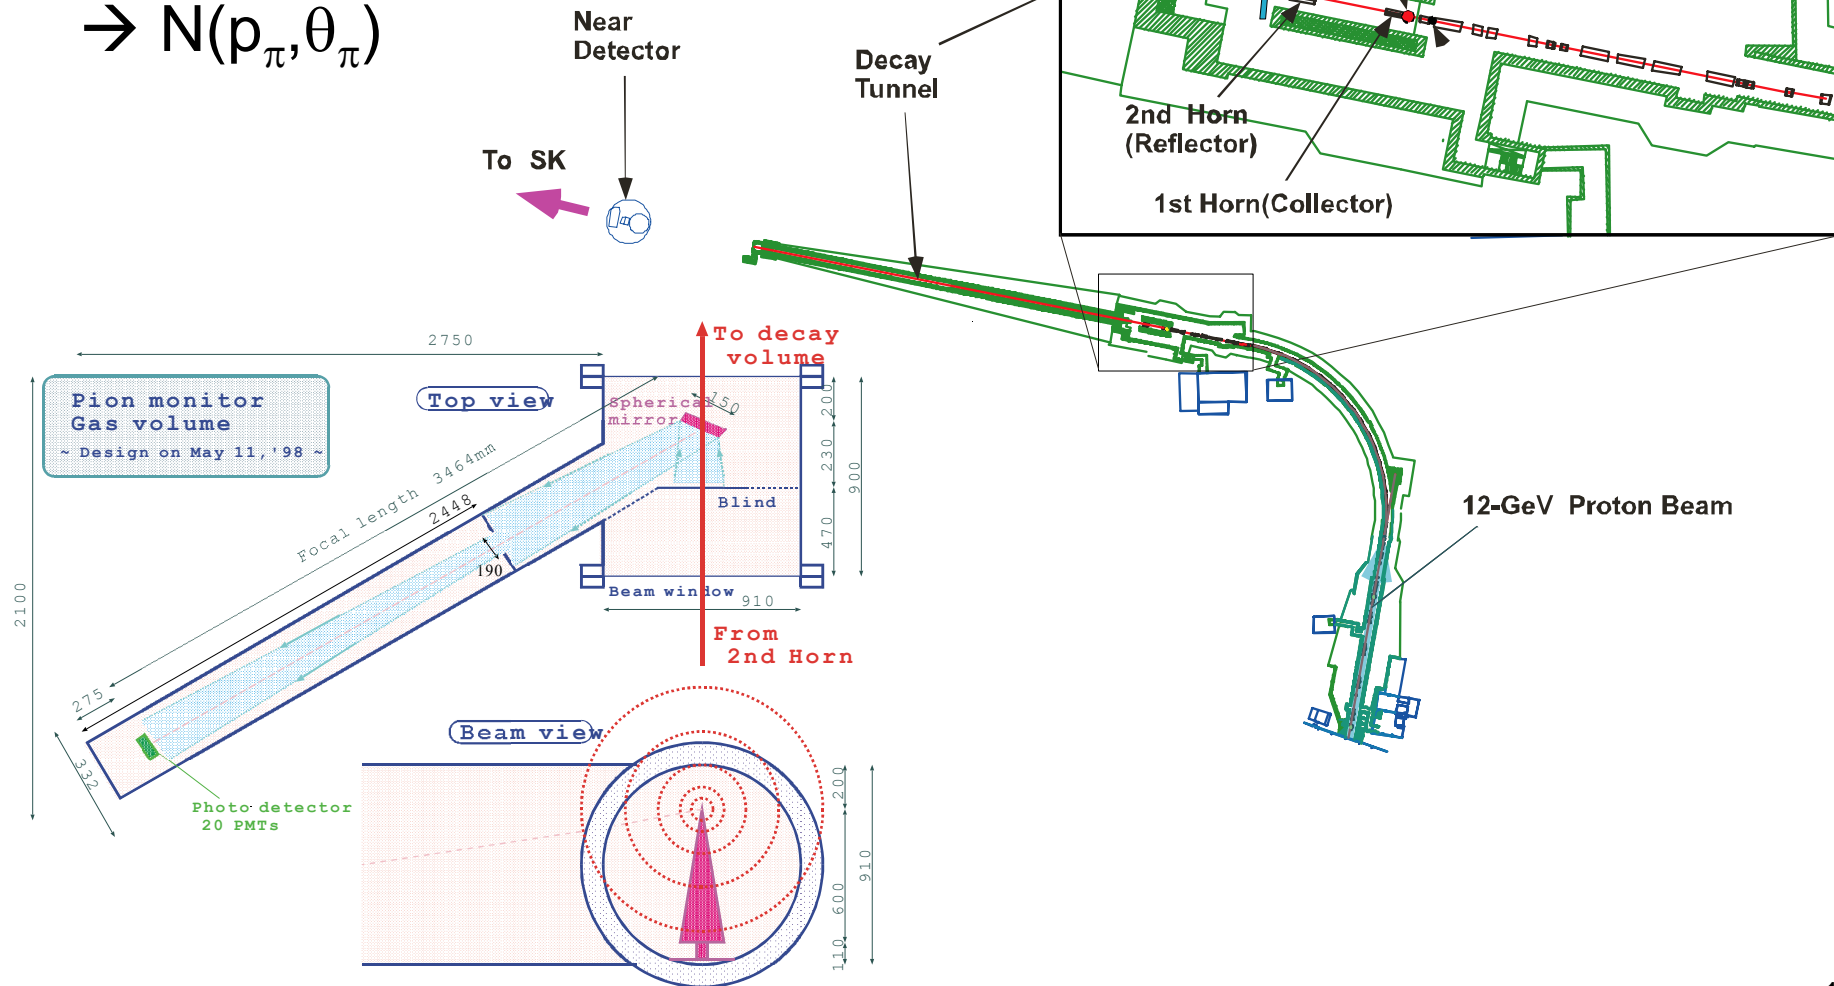 → N(pπ,θπ)
Near
Detector
To SK
Decay
Tunnel
2nd Horn
(Reflector)
1st Horn(Collector)
12-GeV Proton Beam
2750
2100
Pion monitor
Gas volume
~ Design on May 11,'98 ~
Top view
To decay
volume
Spherical
mirror
150
200
230
470
900
Focal length 3464mm
2448
190
Blind
Beam window
910
From
2nd Horn
275
332
Photo detector
20 PMTs
Beam view
200
600
110
910